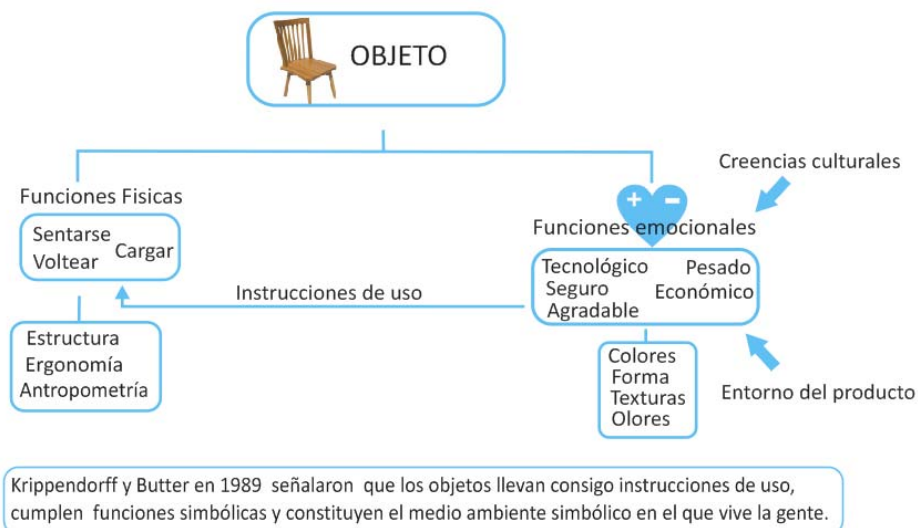 OBJETO
Creencias culturales
Funciones Fisicas
Sentarse
Voltear Cargar
+ -
Funciones emocionales
Tecnológico Pesado
Seguro Económico
Agradable
Instrucciones de uso
Estructura
Ergonomía
Antropometría
Colores
Forma
Texturas
Olores
Entorno del producto
Krippendorff y Butter en 1989 señalaron que los objetos llevan consigo instrucciones de uso,
cumplen funciones simbólicas y constituyen el medio ambiente simbólico en el que vive la gente.